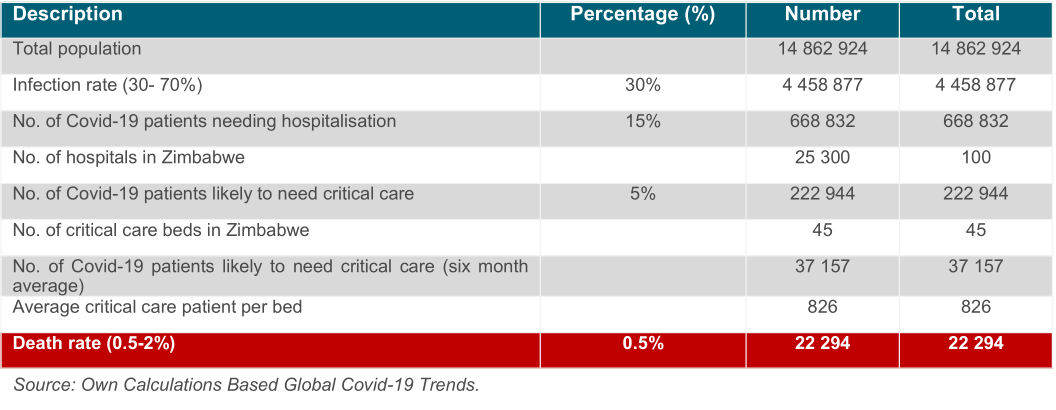 Description Percentage (%) Number Total
Total population 14 862 924 14 862 924
Infection rate (30- 70%) 30% 4 458 877 4 458 877
No. of Covid-19 patients needing hospitalisation 15% 668 832 668 832
No. of hospitals in Zimbabwe 25 300 100
No. of Covid-19 patients likely to need critical care 5% 222 944 222 944
No. of critical care beds in Zimbabwe 45 45
No. of Covid-19 patients likely to need critical care (six month 37 157 37 157
average)
Average critical care patient per bed 826 826
Death rate (0.5-2%) 0.5% 22 294 22 294
Source: Own Calculations Based Global Covid-19 Trends.